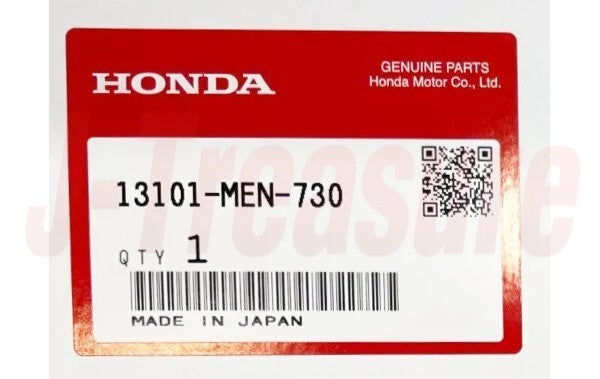 HONDA
GENUINE PARTS
Honda Motor Co., Ltd.
J-Treasure
13101-MEN-730
QTY 1
MADE IN JAPAN